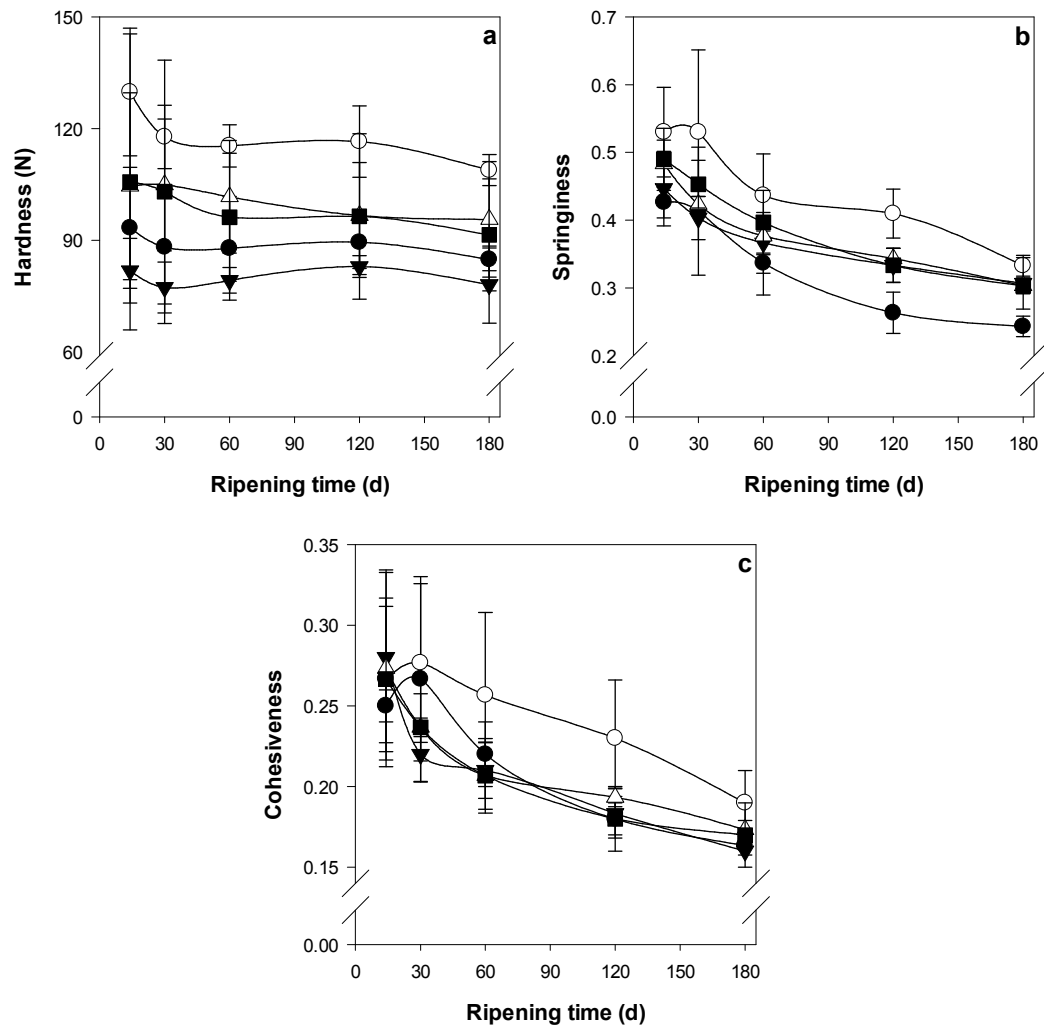 a
150
120
90
60
0
Hardness (N)
0 30 60 90 120 150 180
Ripening time (d)
b
0.7
0.6
0.5
0.4
0.3
0.2
0.0
Springiness
0 30 60 90 120 150 180
Ripening time (d)
c
0.35
0.30
0.25
0.20
0.15
0.00
Cohesiveness
0 30 60 90 120 150 180
Ripening time (d)